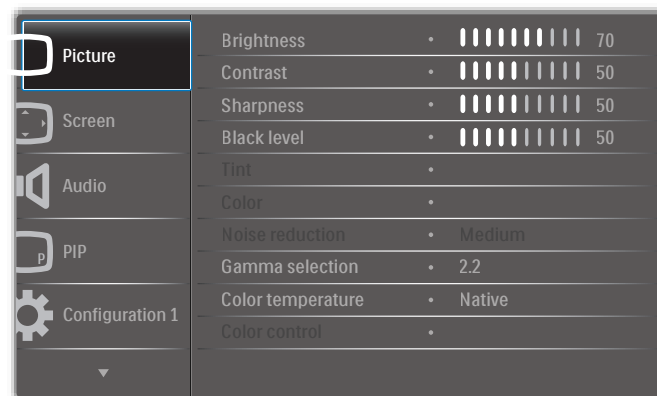 Picture
Screen
Audio
P
PIP
Configuration 1
Brightness • 70
Contrast • 50
Sharpness • 50
Black level • 50
Tint •
Color •
Noise reduction • Medium
Gamma selection • 2.2
Color temperature • Native
Color control •